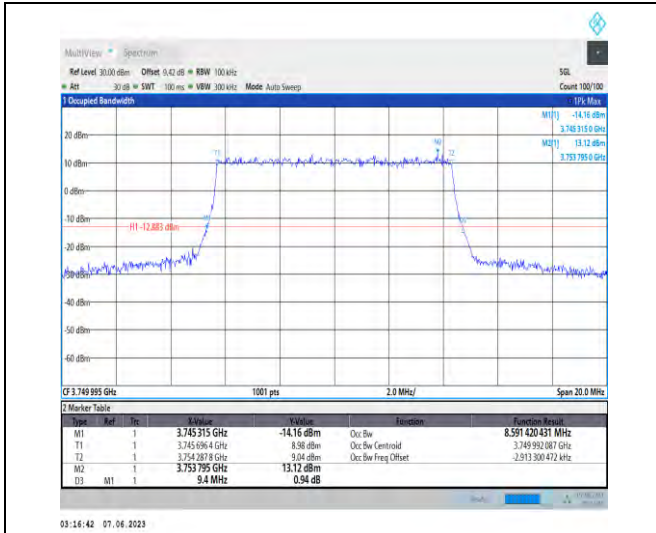 MultiView Spectrum
Ref Level 30.00 dBm Offset 9.42 dB RBW 100 kHz SGL
Att 30 dB SWT 100 ms VBW 300 kHz Mode Auto Sweep Count 100/100
1 Occupied Bandwidth 1Pk Max
M1[1] -14.16 dBm
3.745 315 0 GHz
M2[1] 13.12 dBm
3.753 795 0 GHz
20 dBm
M2
T1 T2
10 dBm
0 dBm
-10 dBm
H1 -12.883 dBm
-20 dBm
-30 dBm
-40 dBm
-50 dBm
-60 dBm
CF 3.749 995 GHz 1001 pts 2.0 MHz/ Span 20.0 MHz
2 Marker Table
Type Ref Trc X-Value Y-Value Function Function Result
M1 1 3.745 315 GHz -14.16 dBm Occ Bw 8.591 420 431 MHz
T1 1 3.745 696 4 GHz 8.98 dBm Occ Bw Centroid 3.749 992 087 GHz
T2 1 3.754 287 8 GHz 9.04 dBm Occ Bw Freq Offset -2.913 300 472 kHz
M2 1 3.753 795 GHz 13.12 dBm
D3 M1 1 9.4 MHz 0.94 dB
03:16:42 07.06.2023